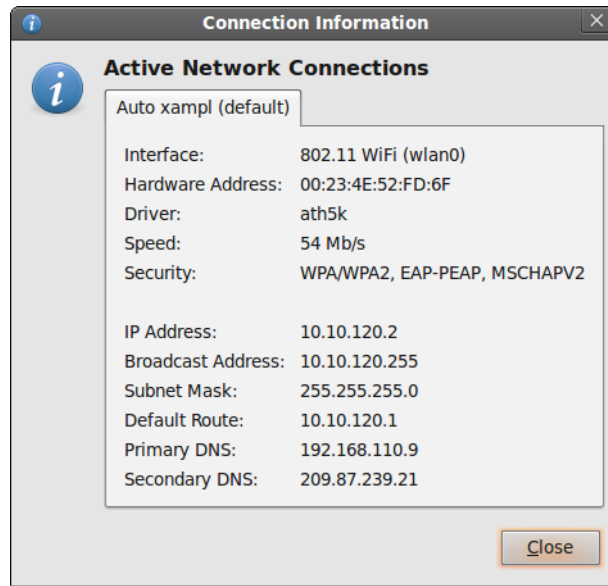 Connection Information
Active Network Connections
Auto xampl (default)
Interface: 802.11 WiFi (wlan0)
Hardware Address: 00:23:4E:52:FD:6F
Driver: ath5k
Speed: 54 Mb/s
Security: WPA/WPA2, EAP-PEAP, MSCHAPV2
IP Address: 10.10.120.2
Broadcast Address: 10.10.120.255
Subnet Mask: 255.255.255.0
Default Route: 10.10.120.1
Primary DNS: 192.168.110.9
Secondary DNS: 209.87.239.21
Close